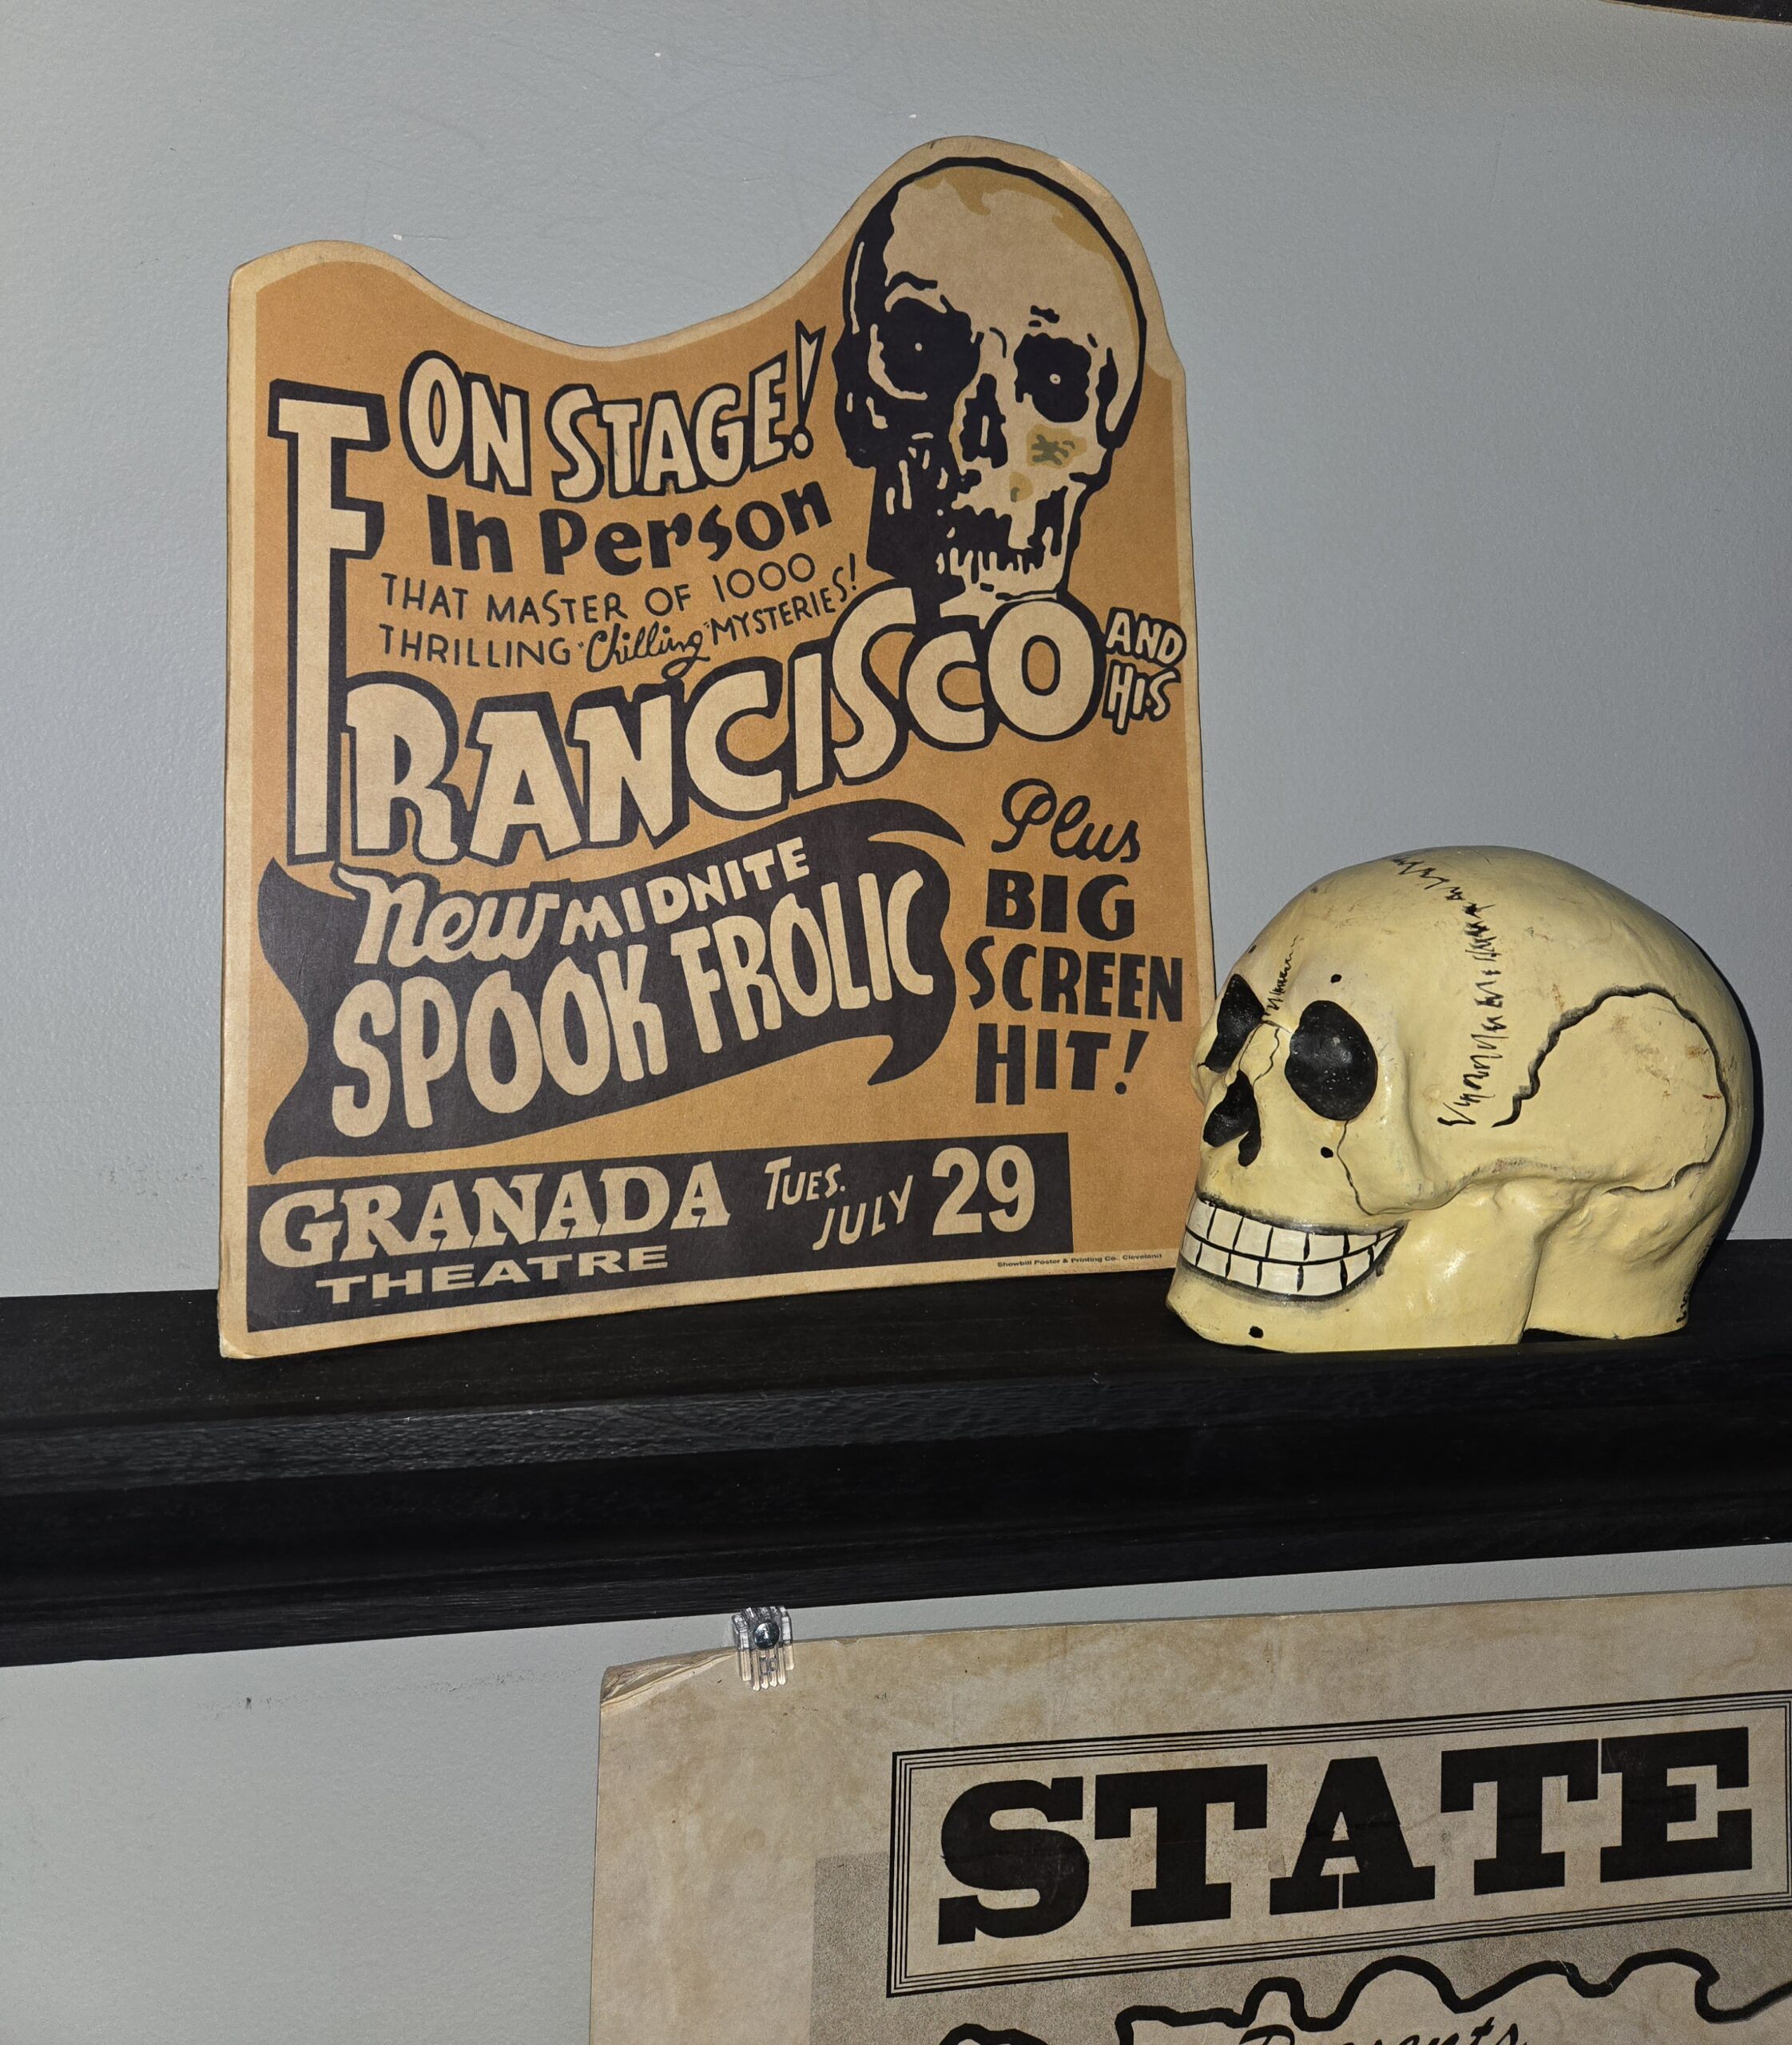 ON STAGE!
In Person
THAT MASTER OF 1000
THRILLING "Chilling" MYSTERIES!
FRANCISCO
AND
HIS
New MIDNITE
SPOOK FROLIC
Plus
BIG
SCREEN
HIT!
GRANADA
THEATRE
TUES.
JULY 29
Showbill Poster & Printing Co., Cleveland
STATE
Presents